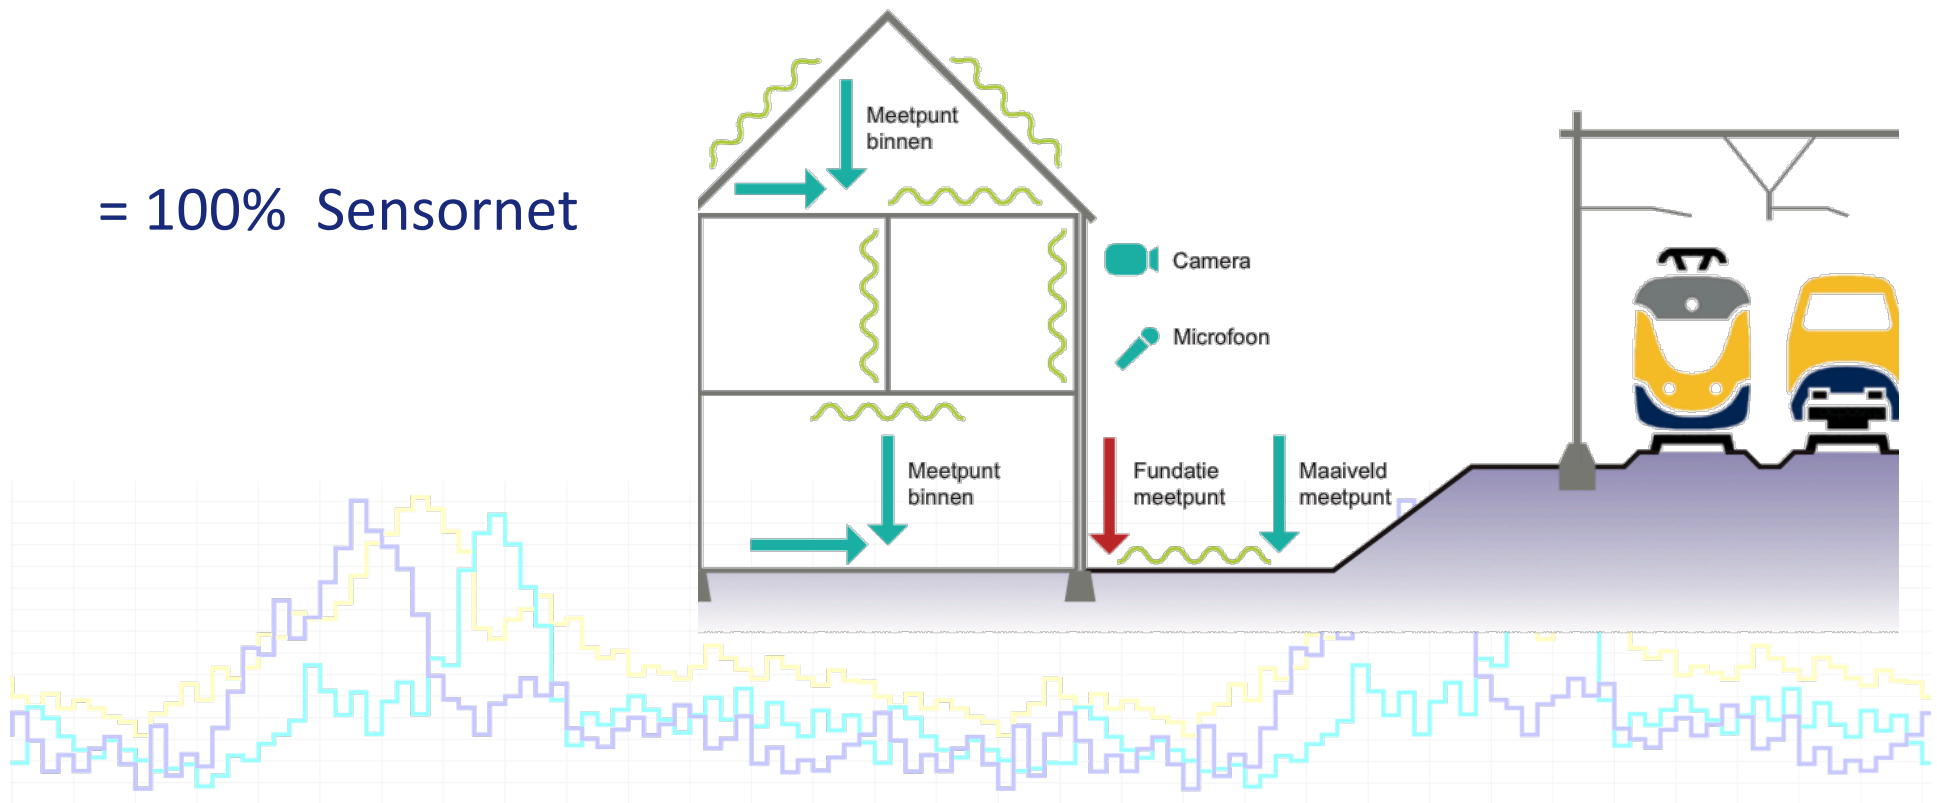 = 100%  Sensornet
Meetpunt
binnen
Camera
Microfoon
Meetpunt
binnen
Fundatie
meetpunt
Maaiveld
meetpunt